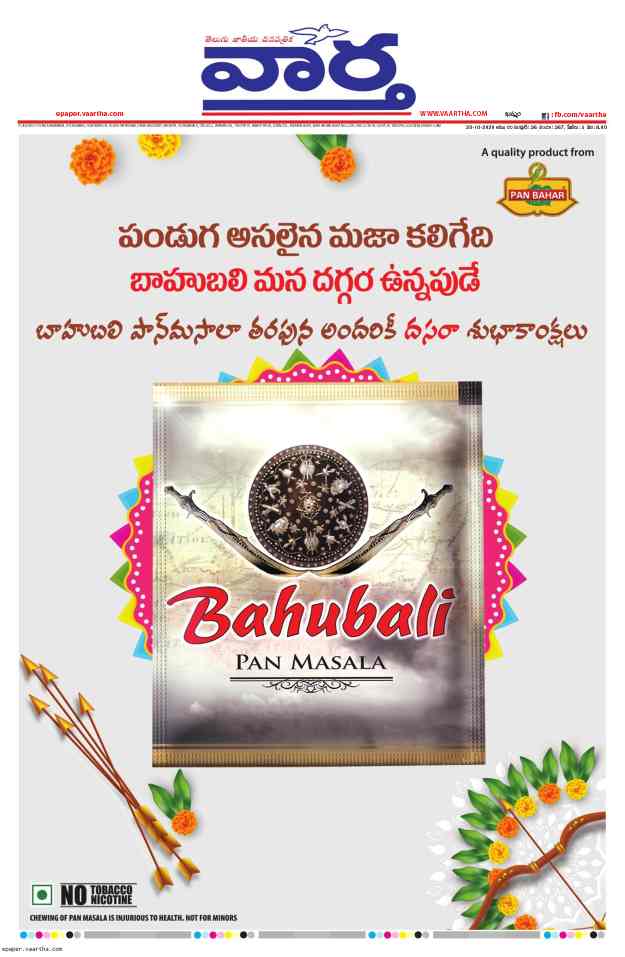 తెలుగు జాతీయ దినపత్రిక
వార్త
epaper.vaartha.com
WWW.VAARTHA.COM
f : fb.com/vaartha
A quality product from
PAN BAHAR
పండుగ అసలైన మజా కలిగేది
బాహుబలి మన దగ్గర ఉన్నపుడే
బాహుబలి పాన్‌మసాలా తరపున అందరికీ దసరా శుభాకాంక్షలు
Bahubali
PAN MASALA
NO TOBACCO
NICOTINE
CHEWING OF PAN MASALA IS INJURIOUS TO HEALTH. NOT FOR MINORS
epaper.vaartha.com